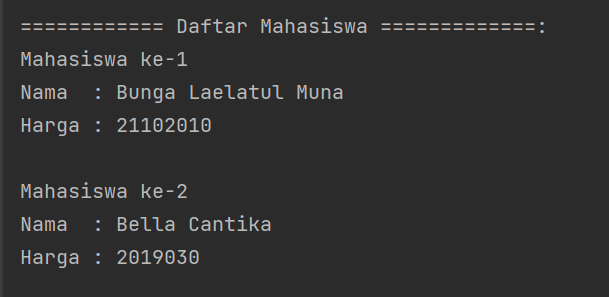 ============ Daftar Mahasiswa =============:
Mahasiswa ke-1
Nama  : Bunga Laelatul Muna
Harga : 21102010
Mahasiswa ke-2
Nama  : Bella Cantika
Harga : 2019030